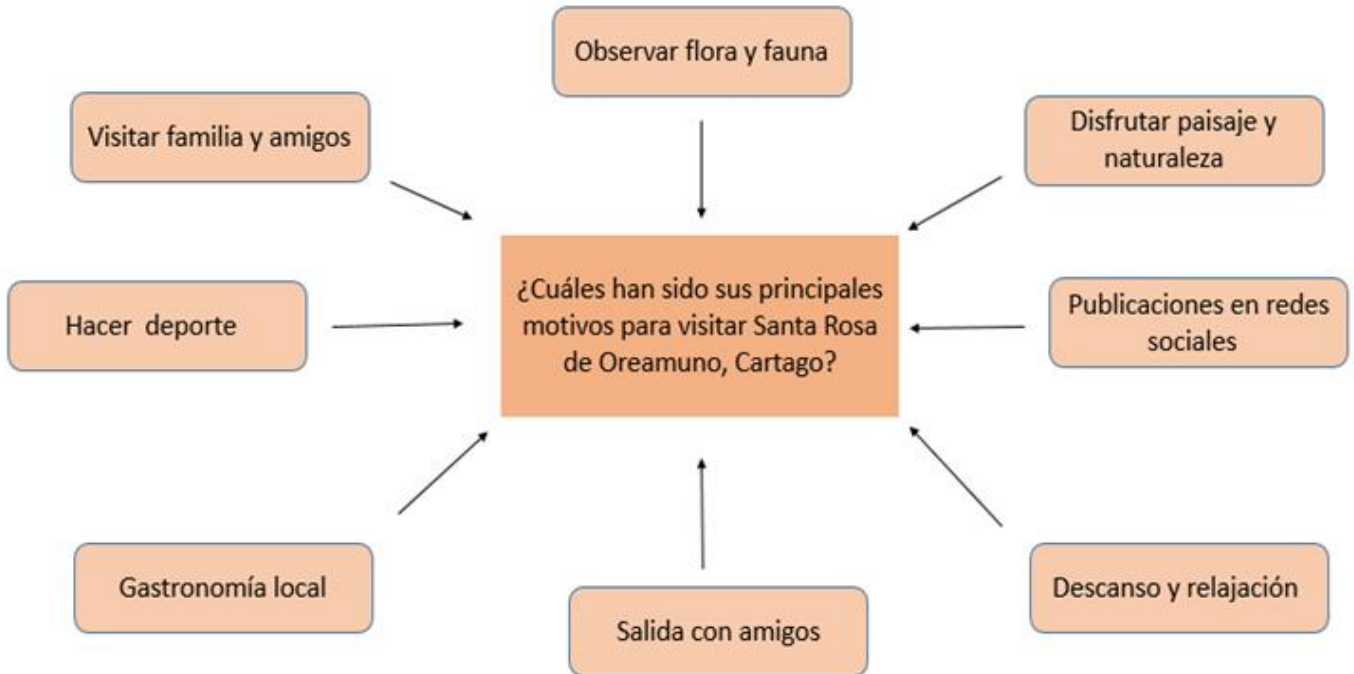 Observar flora y fauna
Visitar familia y amigos
Disfrutar paisaje y
naturaleza
¿Cuáles han sido sus principales
motivos para visitar Santa Rosa
de Oreamuno, Cartago?
Hacer deporte
Publicaciones en redes
sociales
Gastronomía local
Salida con amigos
Descanso y relajación